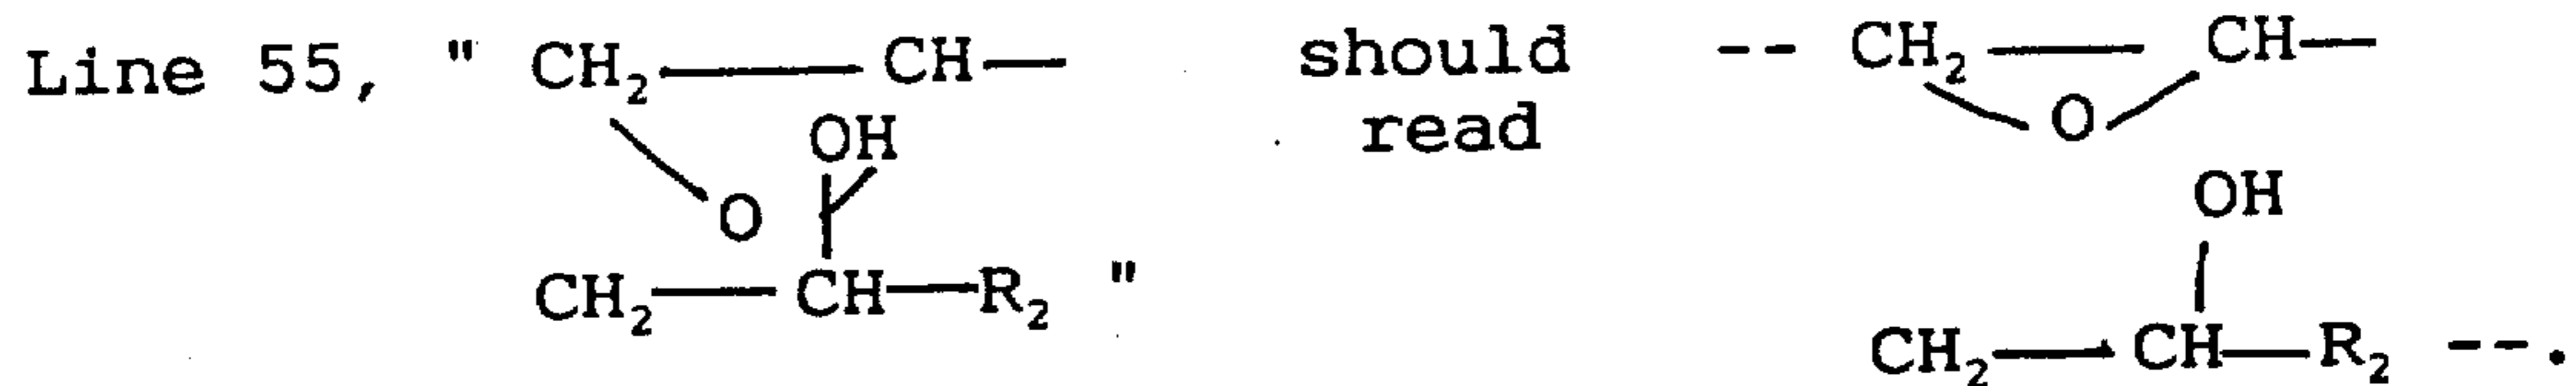 Line 55, " CH₂—CH— should read -- CH₂—CH—
O
OH
O
OH
CH₂—CH—R₂ "
CH₂—CH—R₂ --.